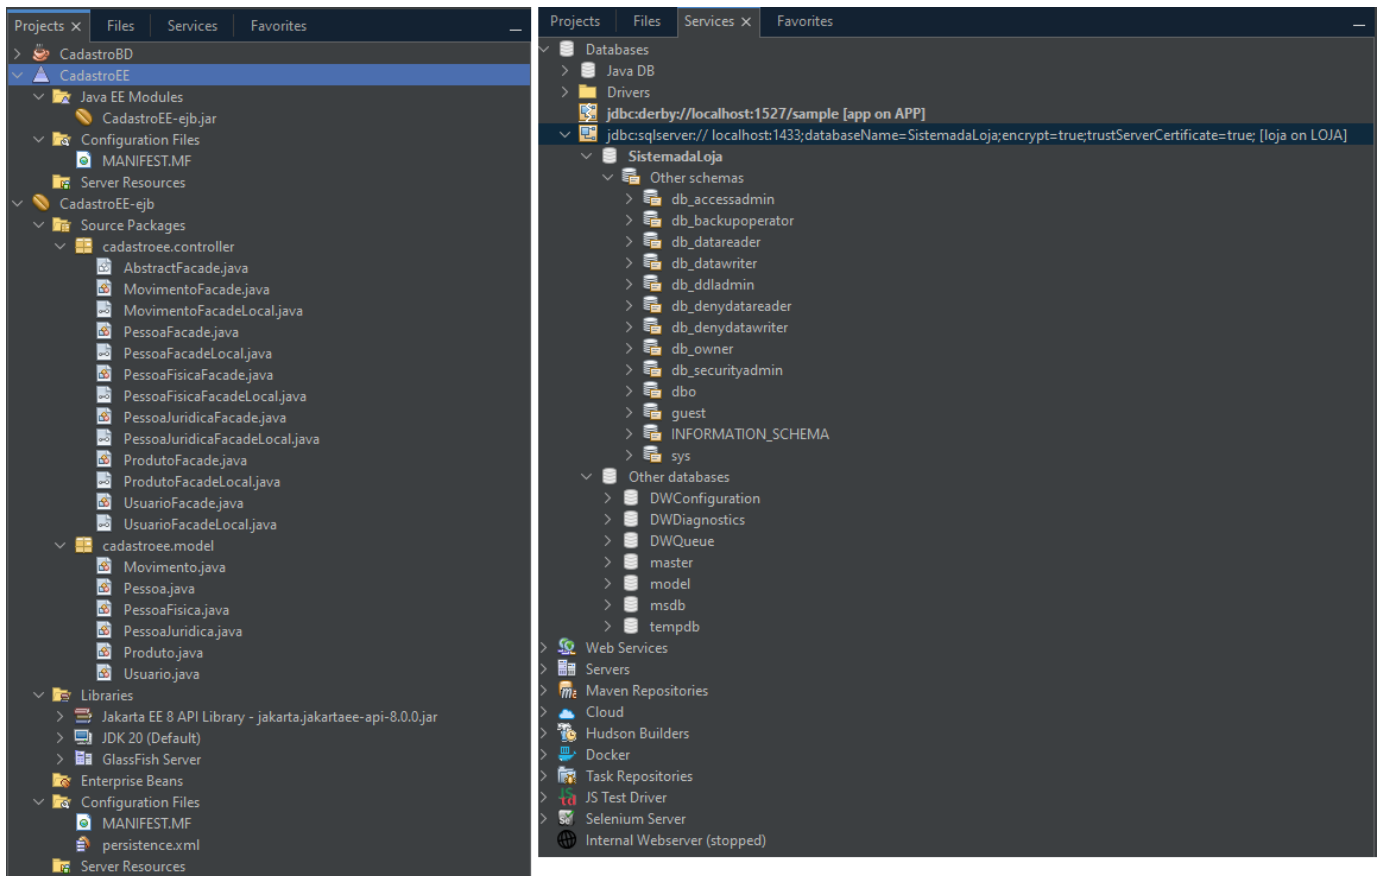 Projects Files Services Favorites
CadastroBD
CadastroEE
Java EE Modules
CadastroEE-ejb.jar
Configuration Files
MANIFEST.MF
Server Resources
CadastroEE-ejb
Source Packages
cadastroee.controller
AbstractFacade.java
MovimentoFacade.java
MovimentoFacadeLocal.java
PessoaFacade.java
PessoaFacadeLocal.java
PessoaFisicaFacade.java
PessoaFisicaFacadeLocal.java
PessoaJuridicaFacade.java
PessoaJuridicaFacadeLocal.java
ProdutoFacade.java
ProdutoFacadeLocal.java
UsuarioFacade.java
UsuarioFacadeLocal.java
cadastroee.model
Movimento.java
Pessoa.java
PessoaFisica.java
PessoaJuridica.java
Produto.java
Usuario.java
Libraries
Jakarta EE 8 API Library - jakarta.jakartaee-api-8.0.0.jar
JDK 20 (Default)
GlassFish Server
Enterprise Beans
Configuration Files
MANIFEST.MF
persistence.xml
Server Resources
Projects Files Services Favorites
Databases
Java DB
Drivers
jdbc:derby://localhost:1527/sample [app on APP]
jdbc:sqlserver:// localhost:1433;databaseName=SistemadaLoja;encrypt=true;trustServerCertificate=true; [loja on LOJA]
SistemadaLoja
Other schemas
db_accessadmin
db_backupoperator
db_datareader
db_datawriter
db_ddladmin
db_denydatareader
db_denydatawriter
db_owner
db_securityadmin
dbo
guest
INFORMATION_SCHEMA
sys
Other databases
DWConfiguration
DWDiagnostics
DWQueue
master
model
msdb
tempdb
Web Services
Servers
Maven Repositories
Cloud
Hudson Builders
Docker
Task Repositories
JS Test Driver
Selenium Server
Internal Webserver (stopped)